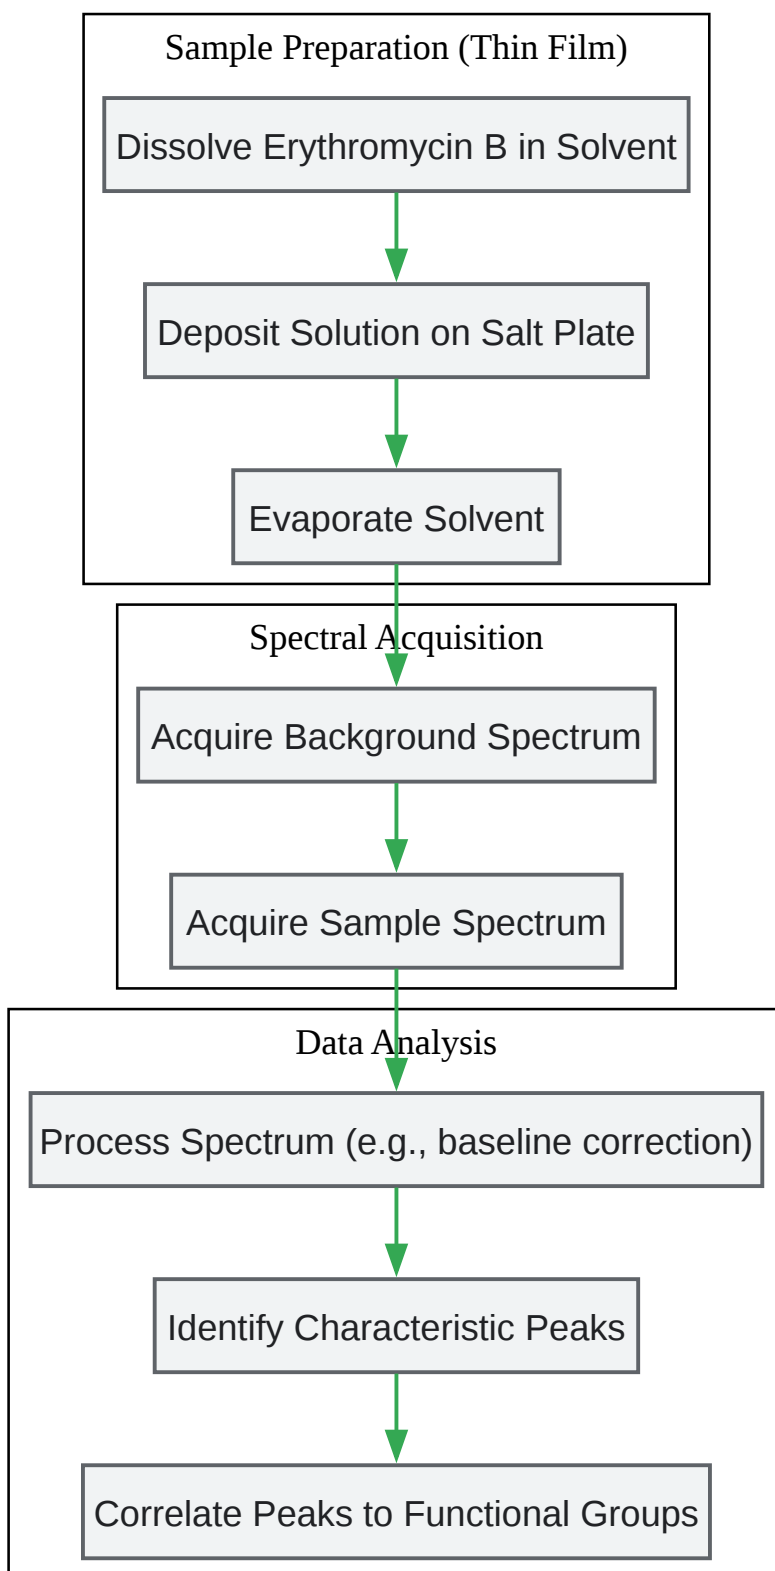 Sample Preparation (Thin Film)
Dissolve Erythromycin B in Solvent
Deposit Solution on Salt Plate
Evaporate Solvent
Spectral Acquisition
Acquire Background Spectrum
Acquire Sample Spectrum
Data Analysis
Process Spectrum (e.g., baseline correction)
Identify Characteristic Peaks
Correlate Peaks to Functional Groups